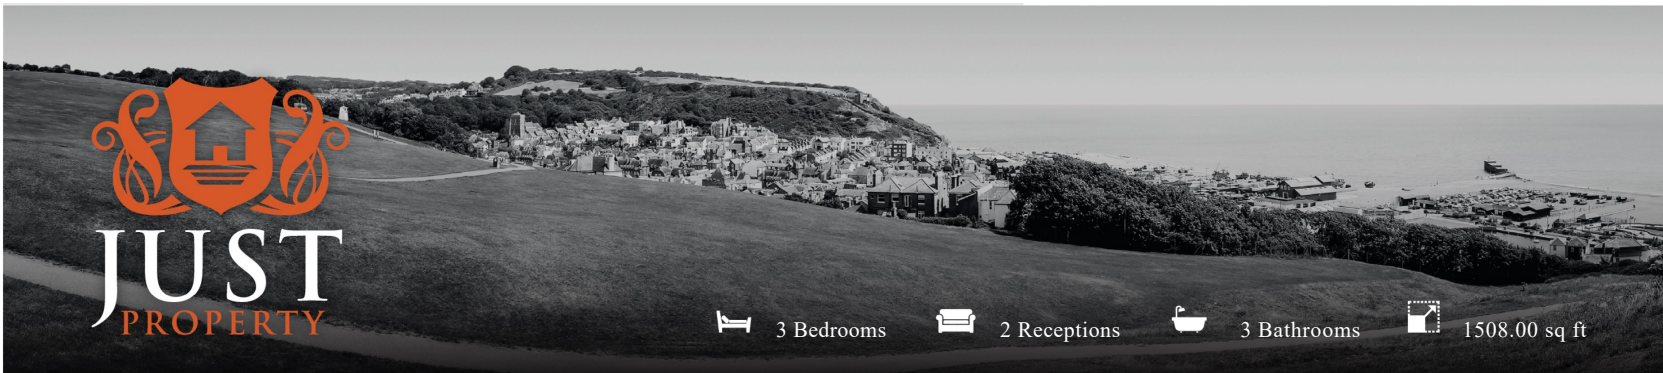 JUST
PROPERTY
3 Bedrooms
2 Receptions
3 Bathrooms
1508.00 sq ft